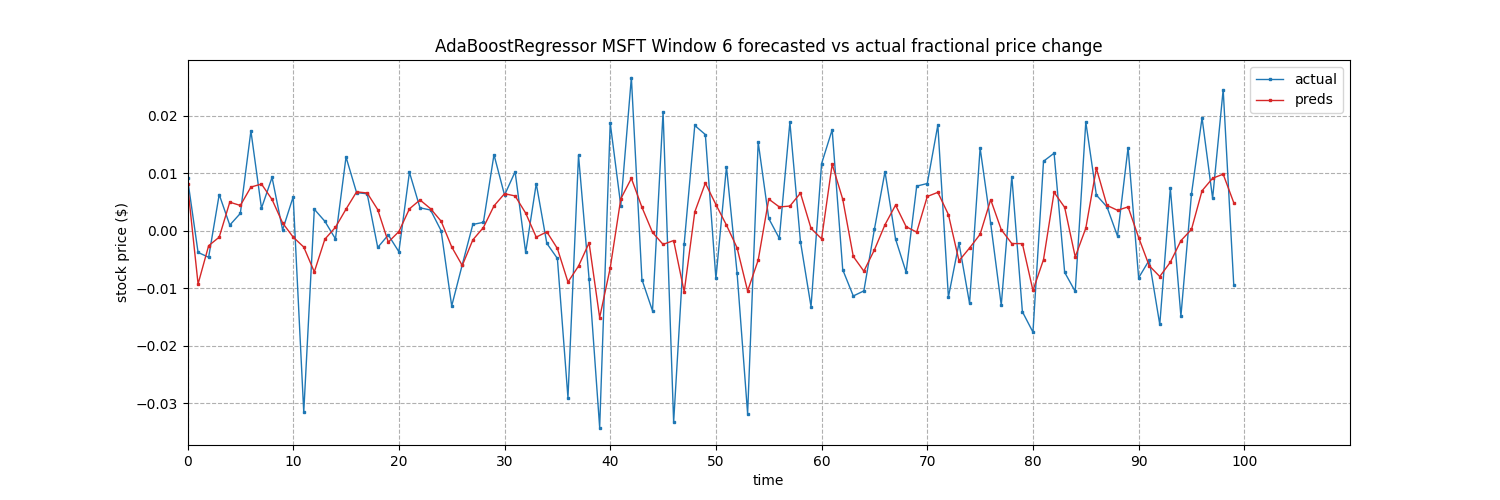 AdaBoostRegressor MSFT Window 6 forecasted vs actual fractional price change
actual
preds
0.02
0.01
0.00
−0.01
−0.02
−0.03
stock price ($)
0 10 20 30 40 50 60 70 80 90 100
time